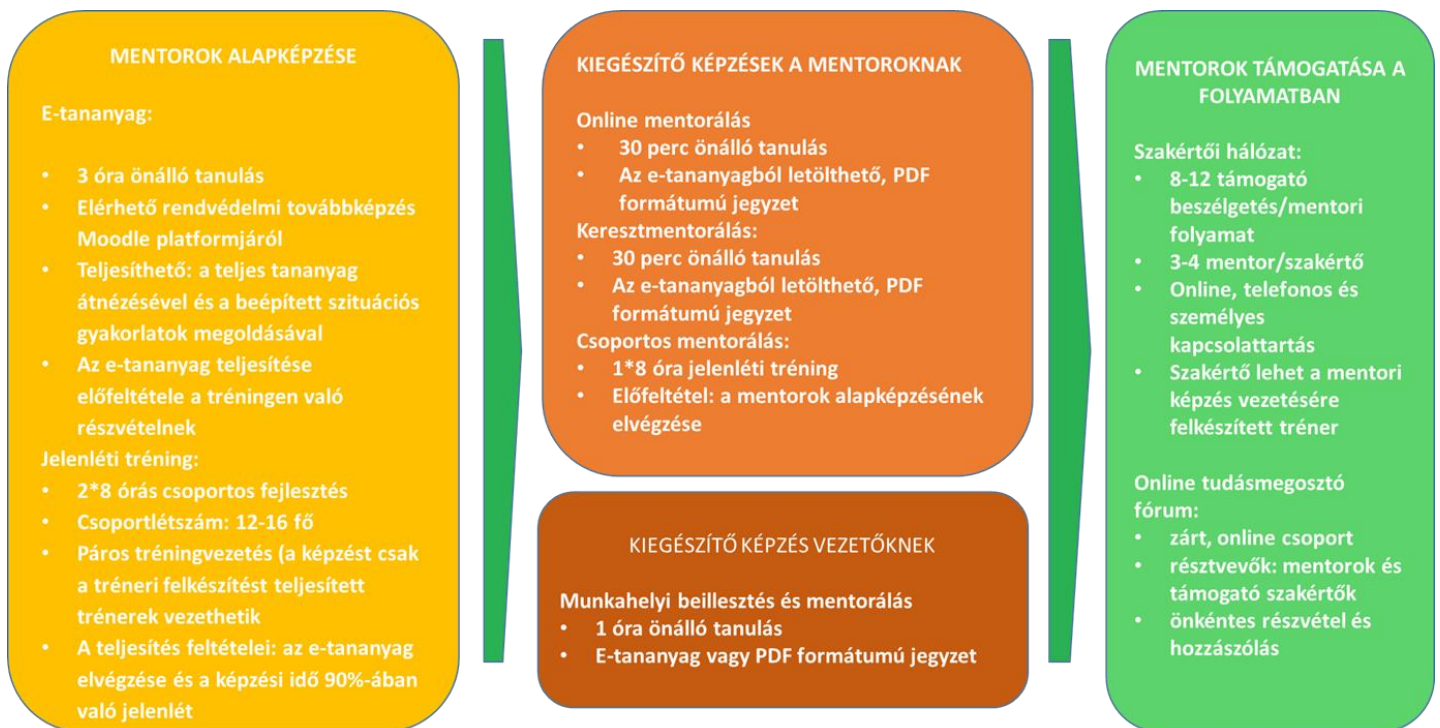 MENTOROK ALAPKÉPZÉSE
E-tananyag:
• 3 óra önálló tanulás
• Elérhető rendvédelmi továbbképzés
Moodle platformjáról
• Teljesíthető: a teljes tananyag
átnézésével és a beépített szituációs
gyakorlatok megoldásával
• Az e-tananyag teljesítése
előfeltétele a tréningen való
részvételnek
Jelenléti tréning:
• 2*8 órás csoportos fejlesztés
• Csoportlétszám: 12-16 fő
• Páros tréningvezetés (a képzést csak
a tréneri felkészítést teljesített
trénerek vezethetik
• A teljesítés feltételei: az e-tananyag
elvégzése és a képzési idő 90%-ában
való jelenlét
KIEGÉSZÍTŐ KÉPZÉSEK A MENTOROKNAK
Online mentorálás
• 30 perc önálló tanulás
• Az e-tananyagból letölthető, PDF
formátumú jegyzet
Keresztmentorálás:
• 30 perc önálló tanulás
• Az e-tananyagból letölthető, PDF
formátumú jegyzet
Csoportos mentorálás:
• 1*8 óra jelenléti tréning
• Előfeltétel: a mentorok alapképzésének
elvégzése
KIEGÉSZÍTŐ KÉPZÉS VEZETŐKNEK
Munkahelyi beillesztés és mentorálás
• 1 óra önálló tanulás
• E-tananyag vagy PDF formátumú jegyzet
MENTOROK TÁMOGATÁSA A
FOLYAMATBAN
Szakértői hálózat:
• 8-12 támogató
beszélgetés/mentori
folyamat
• 3-4 mentor/szakértő
• Online, telefonos és
személyes
kapcsolattartás
• Szakértő lehet a mentori
képzés vezetésére
felkészített tréner
Online tudásmegosztó
fórum:
• zárt, online csoport
• résztvevők: mentorok és
támogató szakértők
• önkéntes részvétel és
hozzászólás